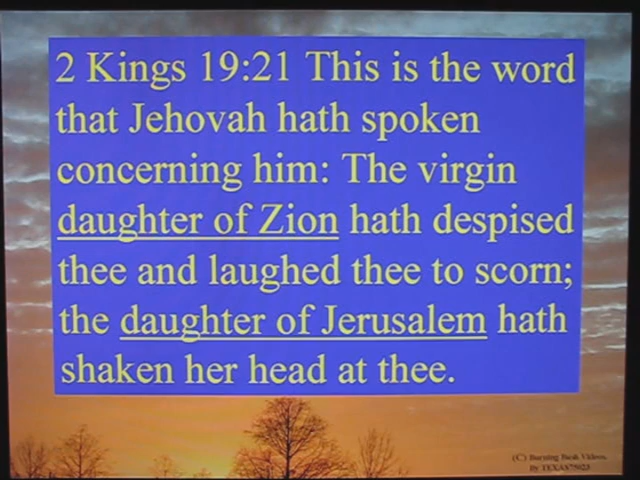 2 Kings 19:21 This is the word
that Jehovah hath spoken
concerning him: The virgin
daughter of Zion hath despised
thee and laughed thee to scorn;
the daughter of Jerusalem hath
shaken her head at thee.
(C) Burning Bush Videos,
By TEXAS75023